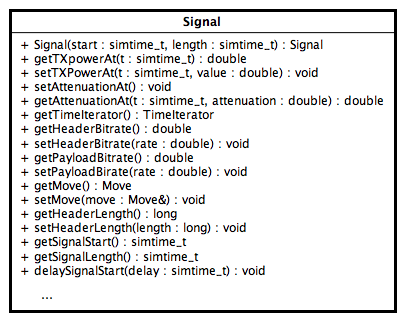 Signal
+ Signal(start : simtime_t, length : simtime_t) : Signal
+ getTXpowerAt(t : simtime_t) : double
+ setTXPowerAt(t : simtime_t, value : double) : void
+ setAttenuationAt() : void
+ getAttenuationAt(t : simtime_t, attenuation : double) : double
+ getTimeIterator() : TimeIterator
+ getHeaderBitrate() : double
+ setHeaderBitrate(rate : double) : void
+ getPayloadBitrate() : double
+ setPayloadBirate(rate : double) : void
+ getMove() : Move
+ setMove(move : Move&) : void
+ getHeaderLength() : long
+ setHeaderLength(length : long) : void
+ getSignalStart() : simtime_t
+ getSignalLength() : simtime_t
+ delaySignalStart(delay : simtime_t) : void
...